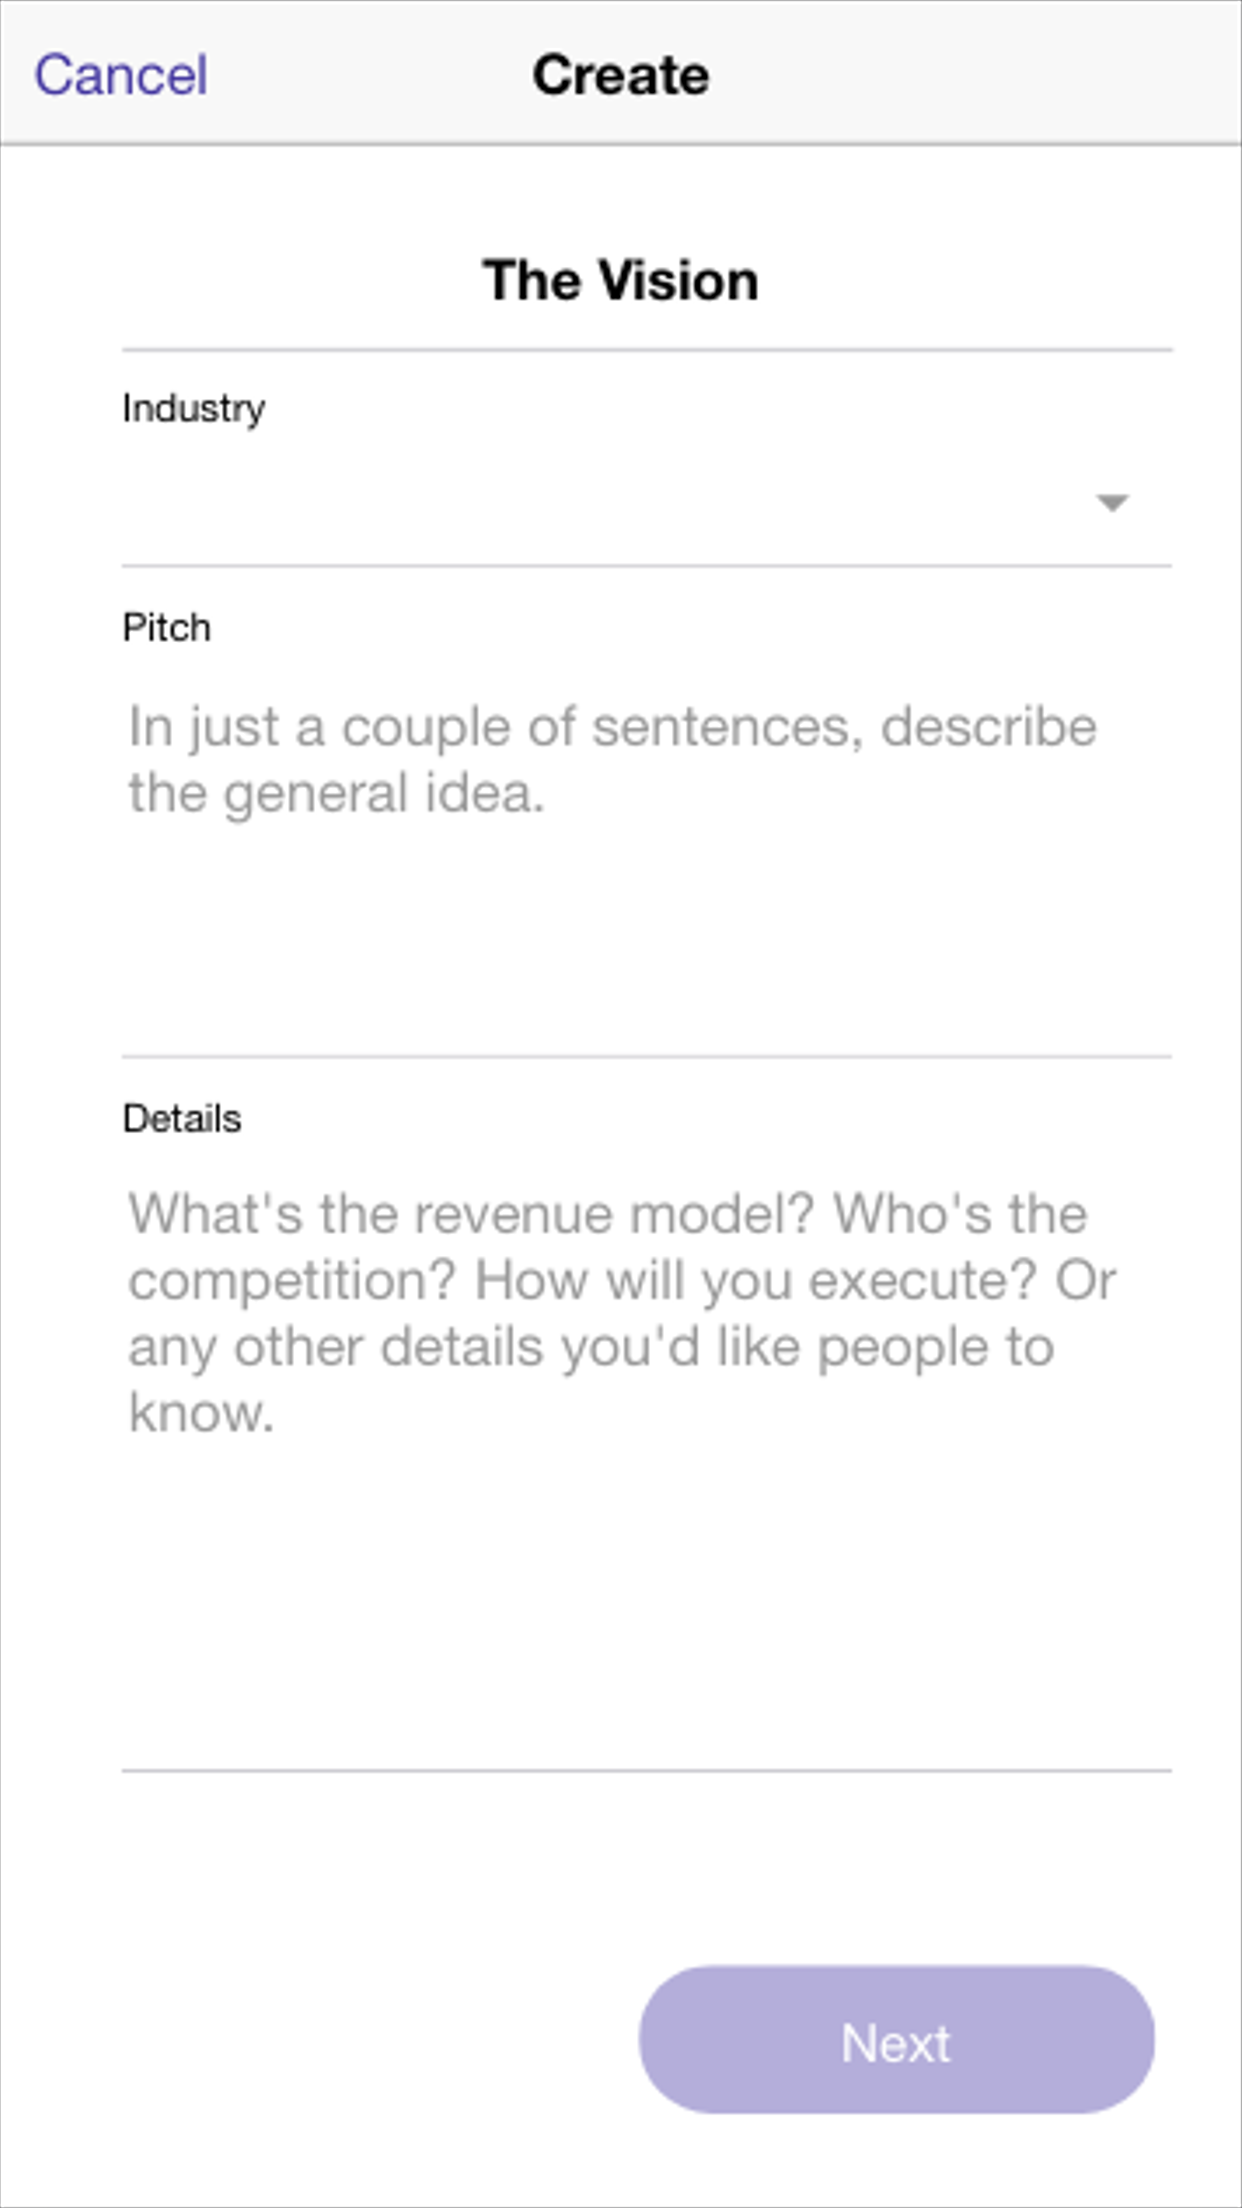 Cancel
Create
The Vision
Industry
Pitch
In just a couple of sentences, describe
the general idea.
Details
What's the revenue model? Who's the
competition? How will you execute? Or
any other details you'd like people to
know.
Next